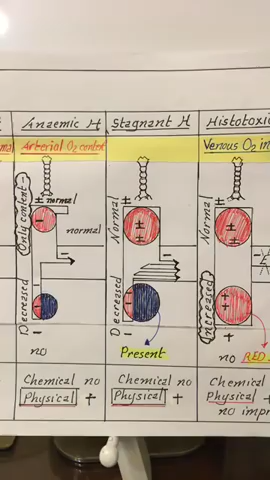 Anaemic H
Stagnant H
Histotoxic
Arterial O2 content
Venous O2 in
± normal
Only content -
normal
Decreased
no
±
Normal
±
±
-
Decreased
-
Present
Normal
±
±
±
-
Increased
+
+
+
no RED
Chemical no
Physical +
Chemical no
Physical +
Chemical
Physical +
no impr